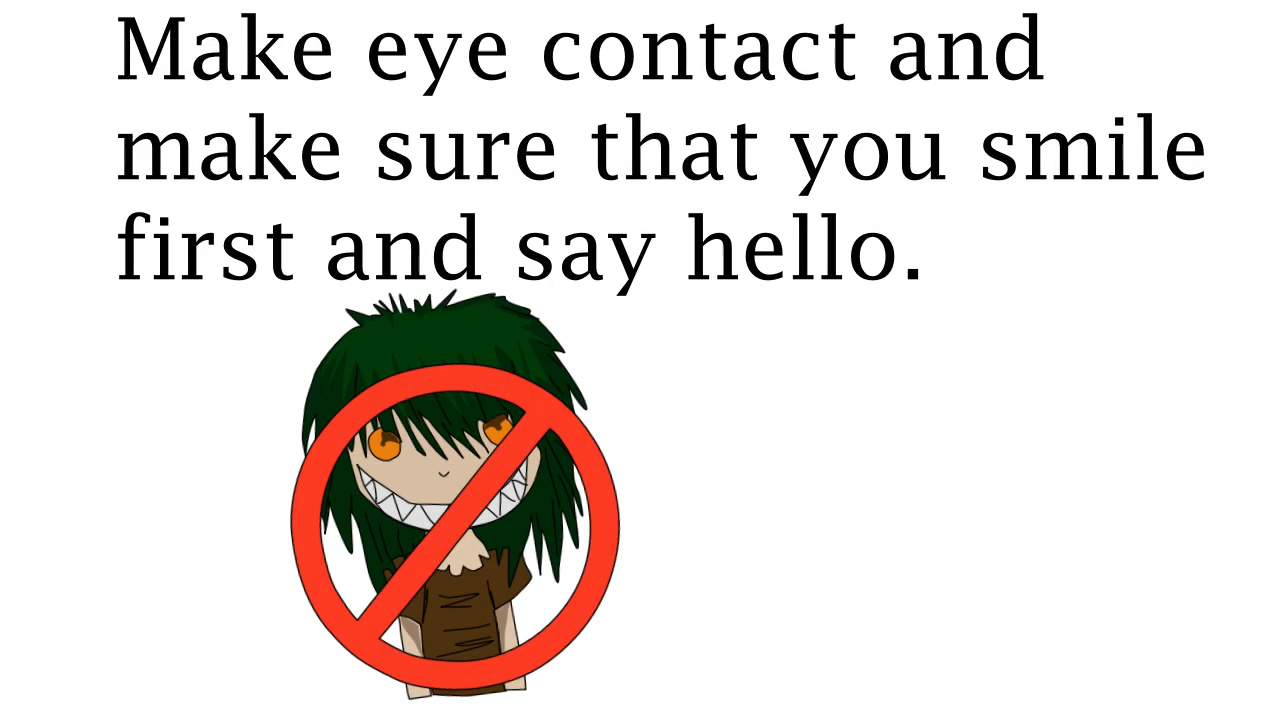 Make eye contact and
make sure that you smile
first and say hello.